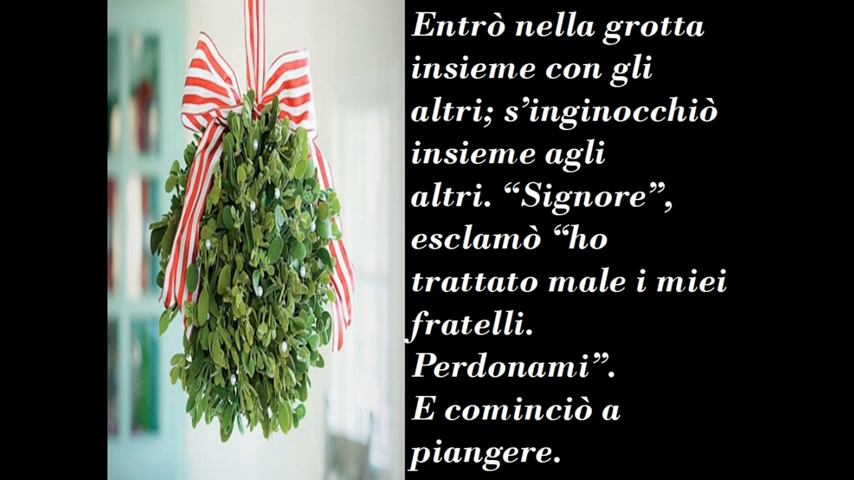 Entrò nella grotta
insieme con gli
altri; s’inginocchiò
insieme agli
altri. “Signore”,
esclamò “ho
trattato male i miei
fratelli.
Perdonami”.
E cominciò a
piangere.